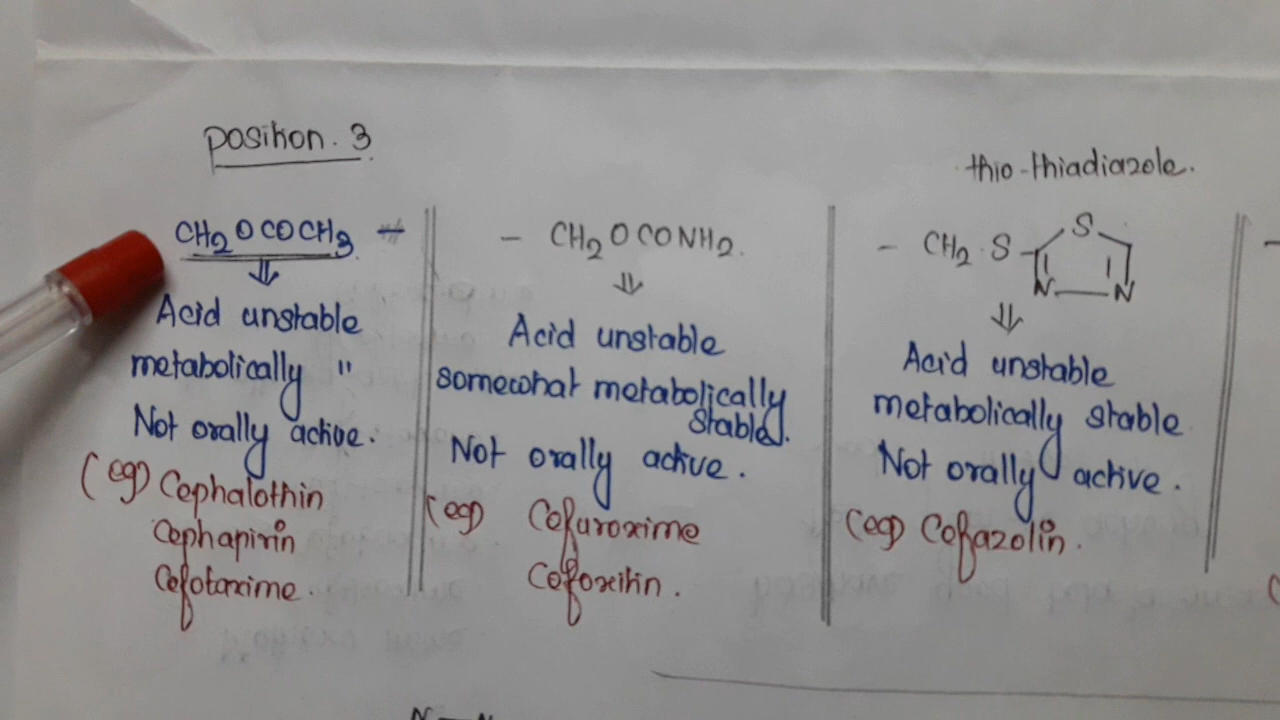 position. 3
CH2OCOCH3
Acid unstable
metabolically "
Not orally active.
(eg) Cephalothin
Cephapirin
Cefotaxime.
- CH2OCONH2.
Acid unstable
somewhat metabolically
stable.
Not orally active.
(eg) Cefuroxime
Cefoxitin.
thio-thiadiazole.
- CH2.S
S
N N
Acid unstable
metabolically stable
Not orally active.
(eg) Cefazolin.